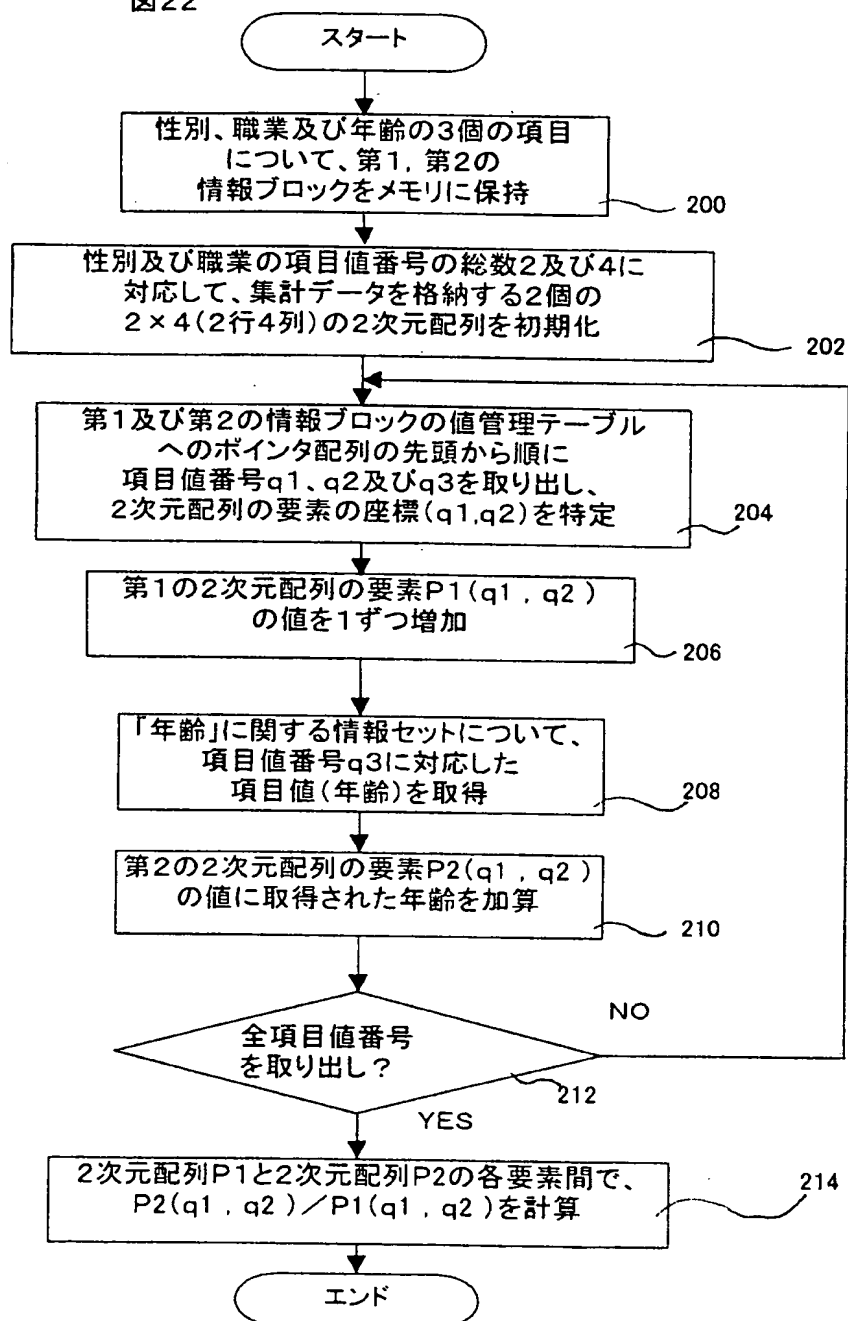 図22
スタート
性別、職業及び年齢の3個の項目
について、第1, 第2の
情報ブロックをメモリに保持
200
性別及び職業の項目値番号の総数2及び4に
対応して、集計データを格納する2個の
2×4(2行4列)の2次元配列を初期化
202
第1及び第2の情報ブロックの値管理テーブル
へのポインタ配列の先頭から順に
項目値番号q1、q2及びq3を取り出し、
2次元配列の要素の座標(q1,q2)を特定
204
第1の2次元配列の要素P1(q1, q2)
の値を1ずつ増加
206
「年齢」に関する情報セットについて、
項目値番号q3に対応した
項目値(年齢)を取得
208
第2の2次元配列の要素P2(q1, q2)
の値に取得された年齢を加算
210
NO
全項目値番号
を取り出し?
212
YES
2次元配列P1と2次元配列P2の各要素間で、
P2(q1, q2)/P1(q1, q2)を計算
214
エンド